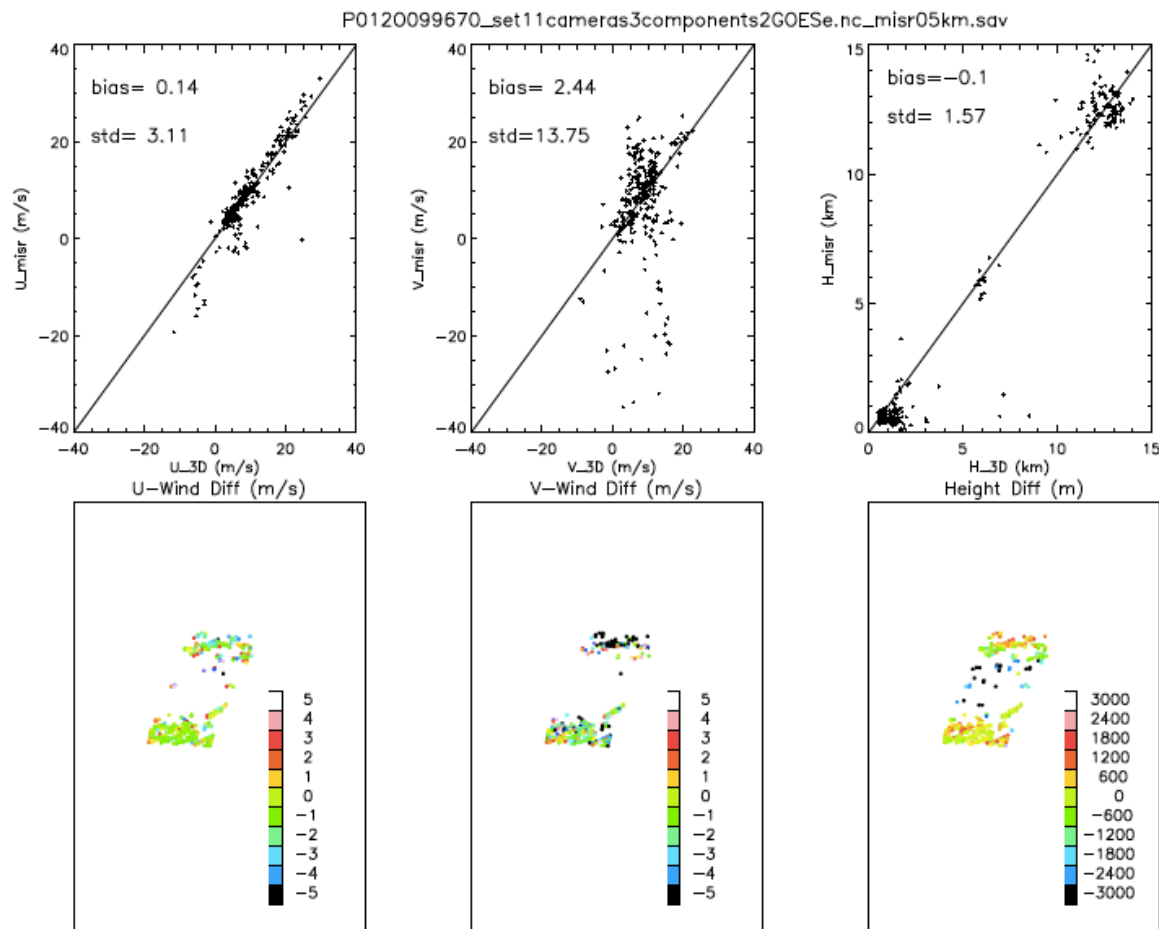 P0120099670_set11cameras3components2GOESe.nc_misr05km.sav
40
20
0
−20
−40
U_misr (m/s)
bias= 0.14
std= 3.11
−40 −20 0 20 40
U_3D (m/s)
40
20
0
−20
−40
V_misr (m/s)
bias= 2.44
std=13.75
−40 −20 0 20 40
V_3D (m/s)
15
10
5
0
H_misr (km)
bias=−0.1
std= 1.57
0 5 10 15
H_3D (km)
U-Wind Diff (m/s)
5
4
3
2
1
0
−1
−2
−3
−4
−5
V-Wind Diff (m/s)
5
4
3
2
1
0
−1
−2
−3
−4
−5
Height Diff (m)
3000
2400
1800
1200
600
0
−600
−1200
−1800
−2400
−3000